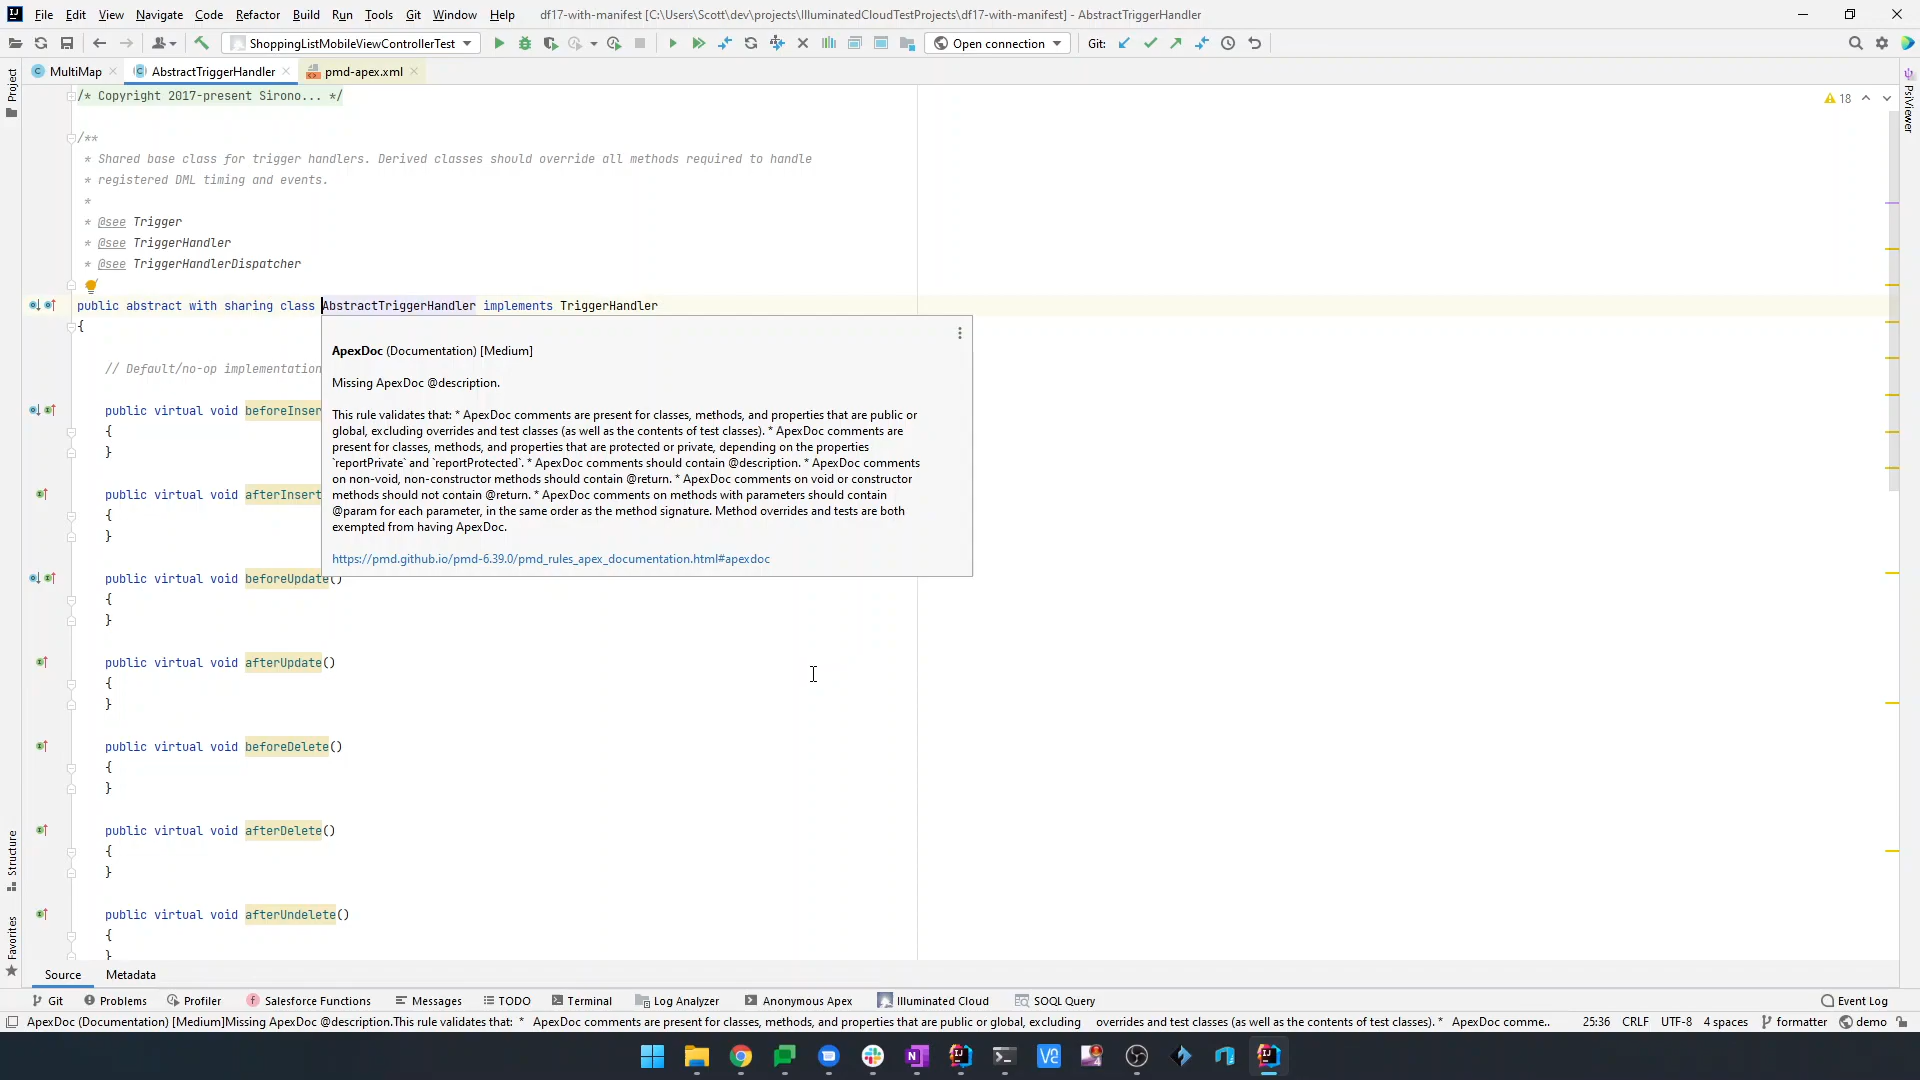 File Edit View Navigate Code Refactor Build Run Tools Git Window Help df17-with-manifest [C:\Users\Scott\dev\projects\IlluminatedCloudTestProjects\df17-with-manifest] - AbstractTriggerHandler
ShoppingListMobileViewControllerTest Open connection Git:
MultiMap AbstractTriggerHandler pmd-apex.xml
Project
PsiViewer
/* Copyright 2017-present Sirono... */
18
/**
* Shared base class for trigger handlers. Derived classes should override all methods required to handle
* registered DML timing and events.
*
* @see Trigger
* @see TriggerHandler
* @see TriggerHandlerDispatcher
public abstract with sharing class AbstractTriggerHandler implements TriggerHandler
{
// Default/no-op implementation
public virtual void beforeInser
{
}
public virtual void afterInsert
{
}
public virtual void beforeUpdate()
{
}
public virtual void afterUpdate()
{
}
public virtual void beforeDelete()
{
}
public virtual void afterDelete()
{
}
public virtual void afterUndelete()
{
}
ApexDoc (Documentation) [Medium]
Missing ApexDoc @description.
This rule validates that: * ApexDoc comments are present for classes, methods, and properties that are public or
global, excluding overrides and test classes (as well as the contents of test classes). * ApexDoc comments are
present for classes, methods, and properties that are protected or private, depending on the properties
`reportPrivate` and `reportProtected`. * ApexDoc comments should contain @description. * ApexDoc comments
on non-void, non-constructor methods should contain @return. * ApexDoc comments on void or constructor
methods should not contain @return. * ApexDoc comments on methods with parameters should contain
@param for each parameter, in the same order as the method signature. Method overrides and tests are both
exempted from having ApexDoc.
https://pmd.github.io/pmd-6.39.0/pmd_rules_apex_documentation.html#apexdoc
Structure
Favorites
Source Metadata
Git Problems Profiler Salesforce Functions Messages TODO Terminal Log Analyzer Anonymous Apex Illuminated Cloud SOQL Query Event Log
ApexDoc (Documentation) [Medium]Missing ApexDoc @description.This rule validates that: * ApexDoc comments are present for classes, methods, and properties that are public or global, excluding overrides and test classes (as well as the contents of test classes). * ApexDoc comme.. 25:36 CRLF UTF-8 4 spaces formatter demo